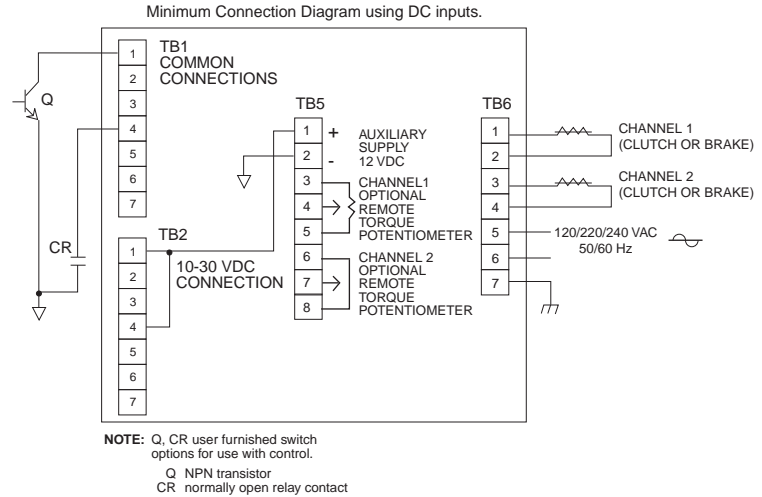 Minimum Connection Diagram using DC inputs.
TB1
COMMON
CONNECTIONS
1
2
3
4
5
6
7
Q
CR
TB2
10-30 VDC
CONNECTION
1
2
3
4
5
6
7
TB5
1
2
3
4
5
6
7
8
+
-
AUXILIARY
SUPPLY
12 VDC
CHANNEL1
OPTIONAL
REMOTE
TORQUE
POTENTIOMETER
CHANNEL 2
OPTIONAL
REMOTE
TORQUE
POTENTIOMETER
TB6
1
2
3
4
5
6
7
CHANNEL 1
(CLUTCH OR BRAKE)
CHANNEL 2
(CLUTCH OR BRAKE)
120/220/240 VAC
50/60 Hz
NOTE: Q, CR user furnished switch
options for use with control.
Q NPN transistor
CR normally open relay contact